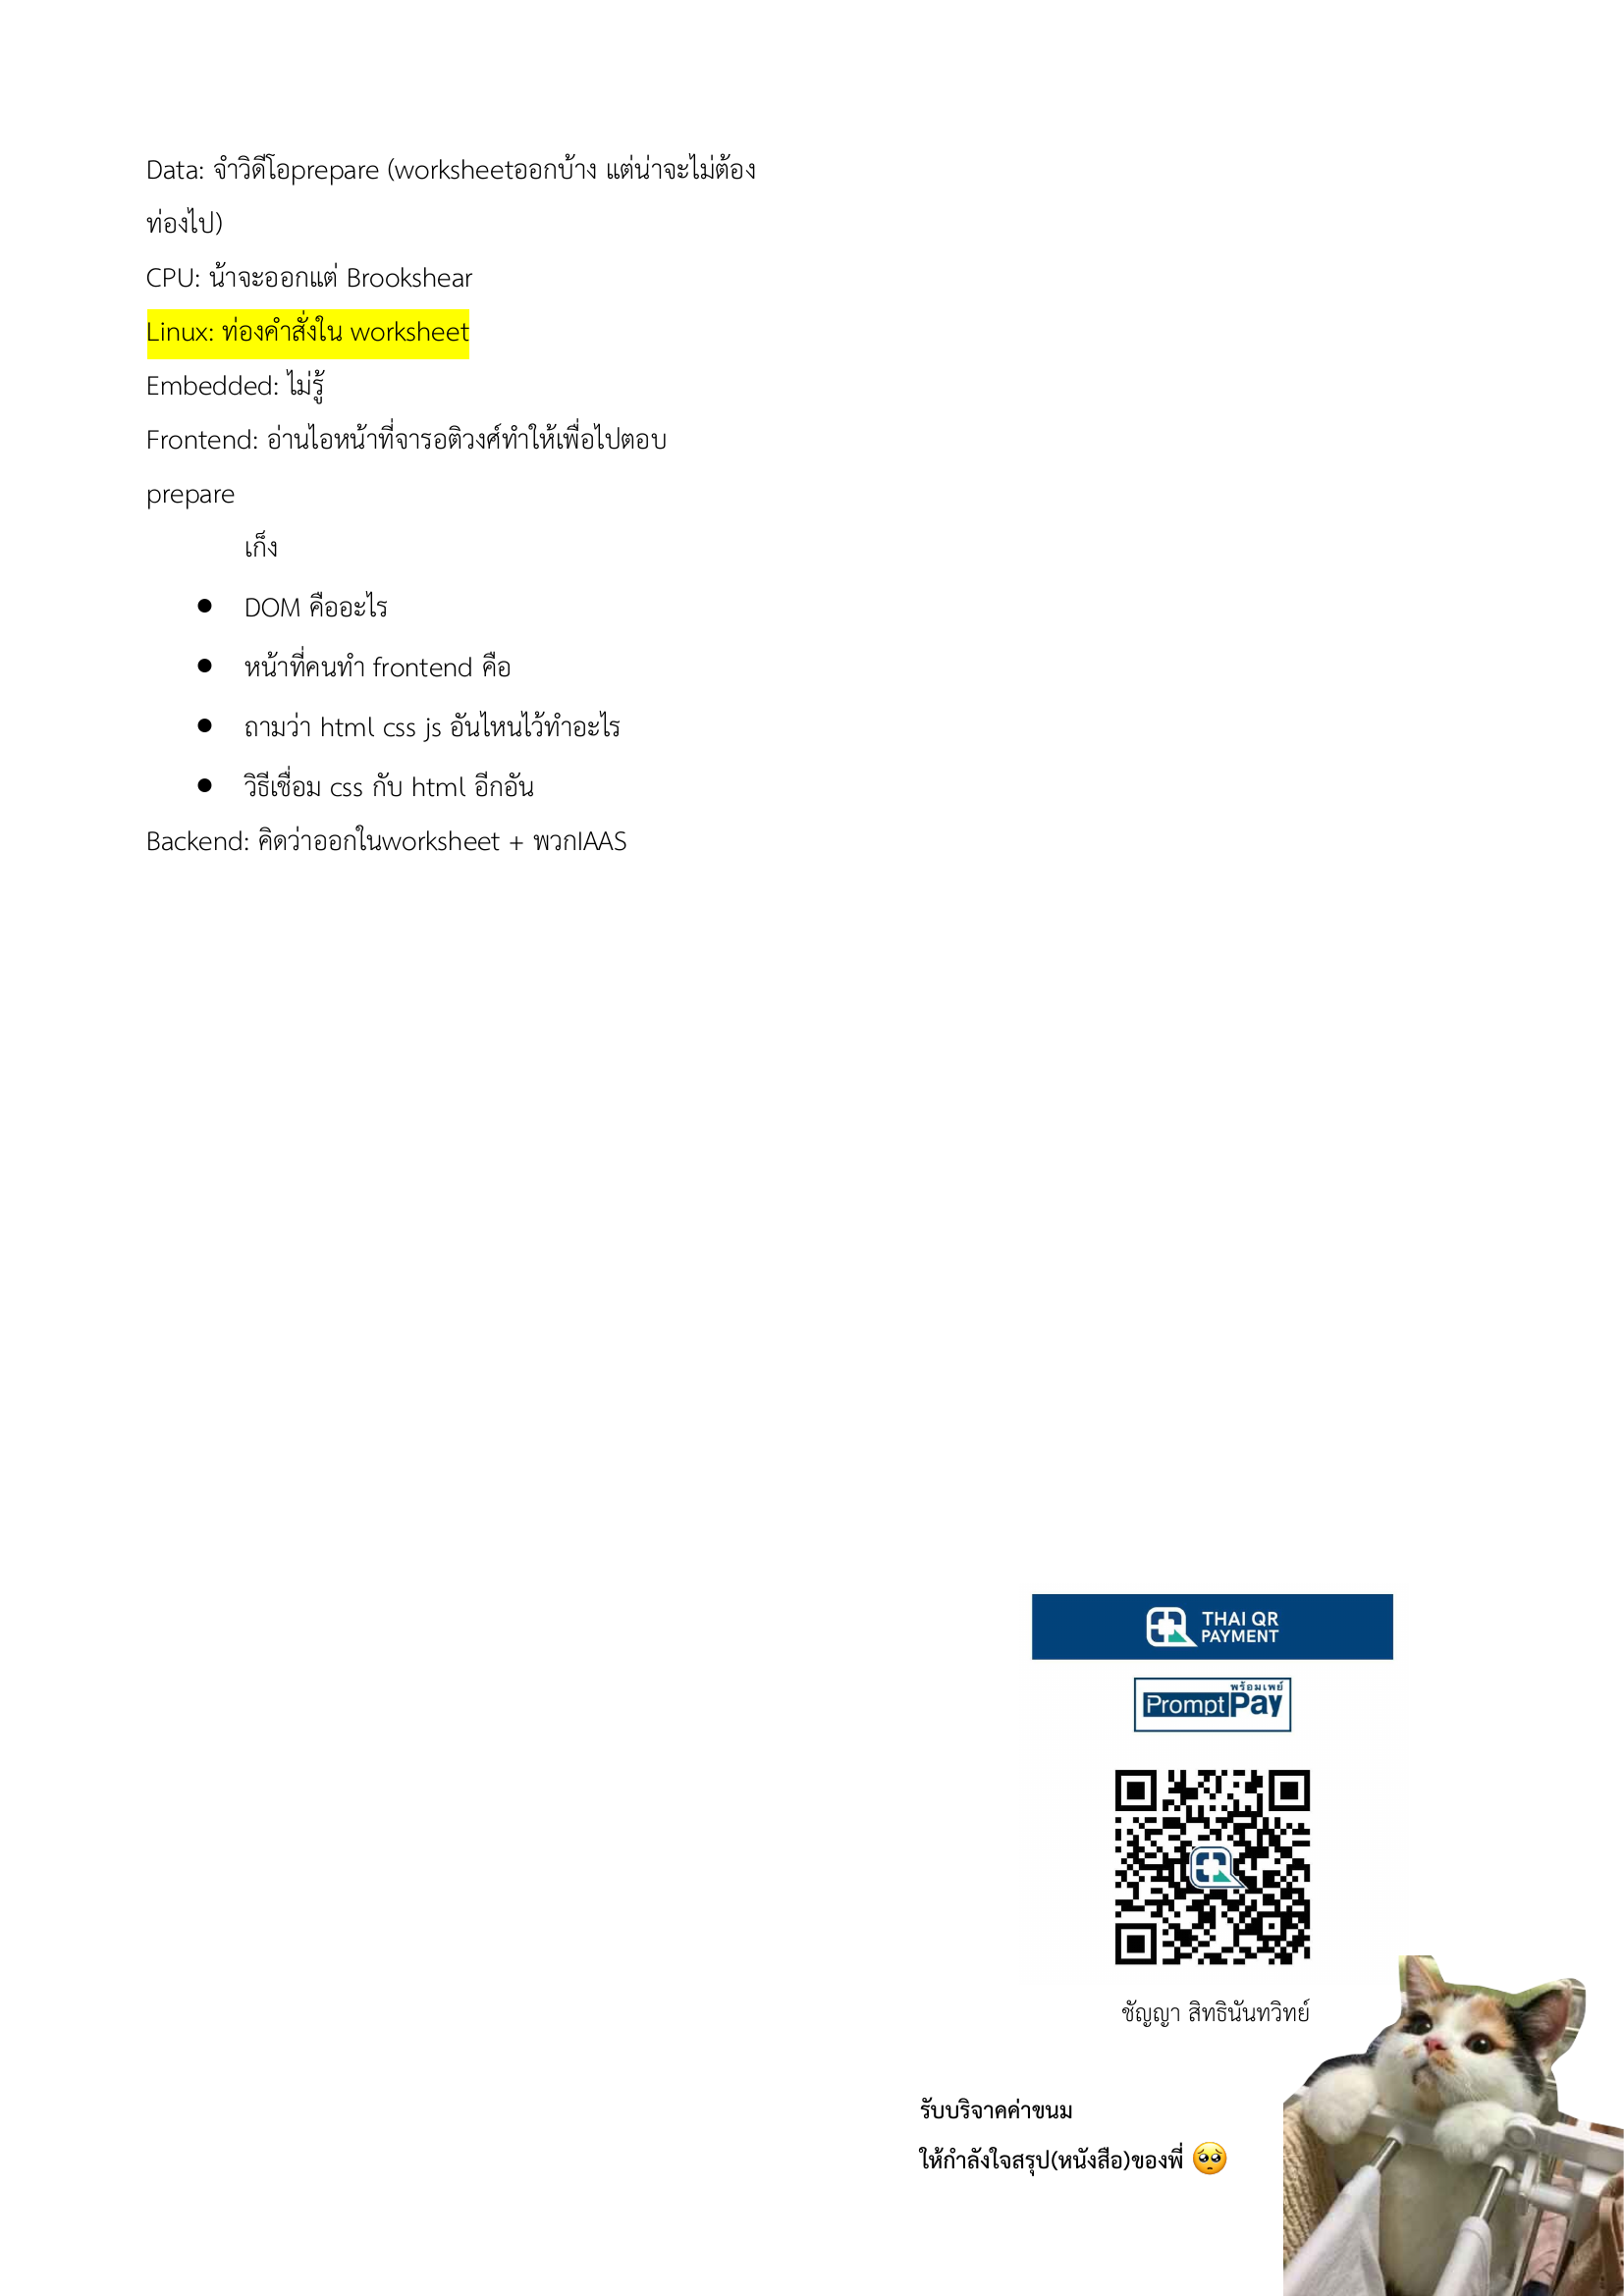 Data: จำวิดีโอprepare (worksheetออกบ้าง แต่น่าจะไม่ต้อง
ท่องไป)
CPU: น้าจะออกแต่ Brookshear
Linux: ท่องคำสั่งใน worksheet
Embedded: ไม่รู้
Frontend: อ่านไอหน้าที่จารอติวงศ์ทำให้เพื่อไปตอบ
prepare
เก็ง
● DOM คืออะไร
● หน้าที่คนทำ frontend คือ
● ถามว่า html css js อันไหนไว้ทำอะไร
● วิธีเชื่อม css กับ html อีกอัน
Backend: คิดว่าออกในworksheet + พวกIAAS
THAI QR
PAYMENT
พร้อมเพย์
PromptPay
ชัญญา สิทธินันทวิทย์
รับบริจาคค่าขนม
ให้กำลังใจสรุป(หนังสือ)ของพี่ 🥺